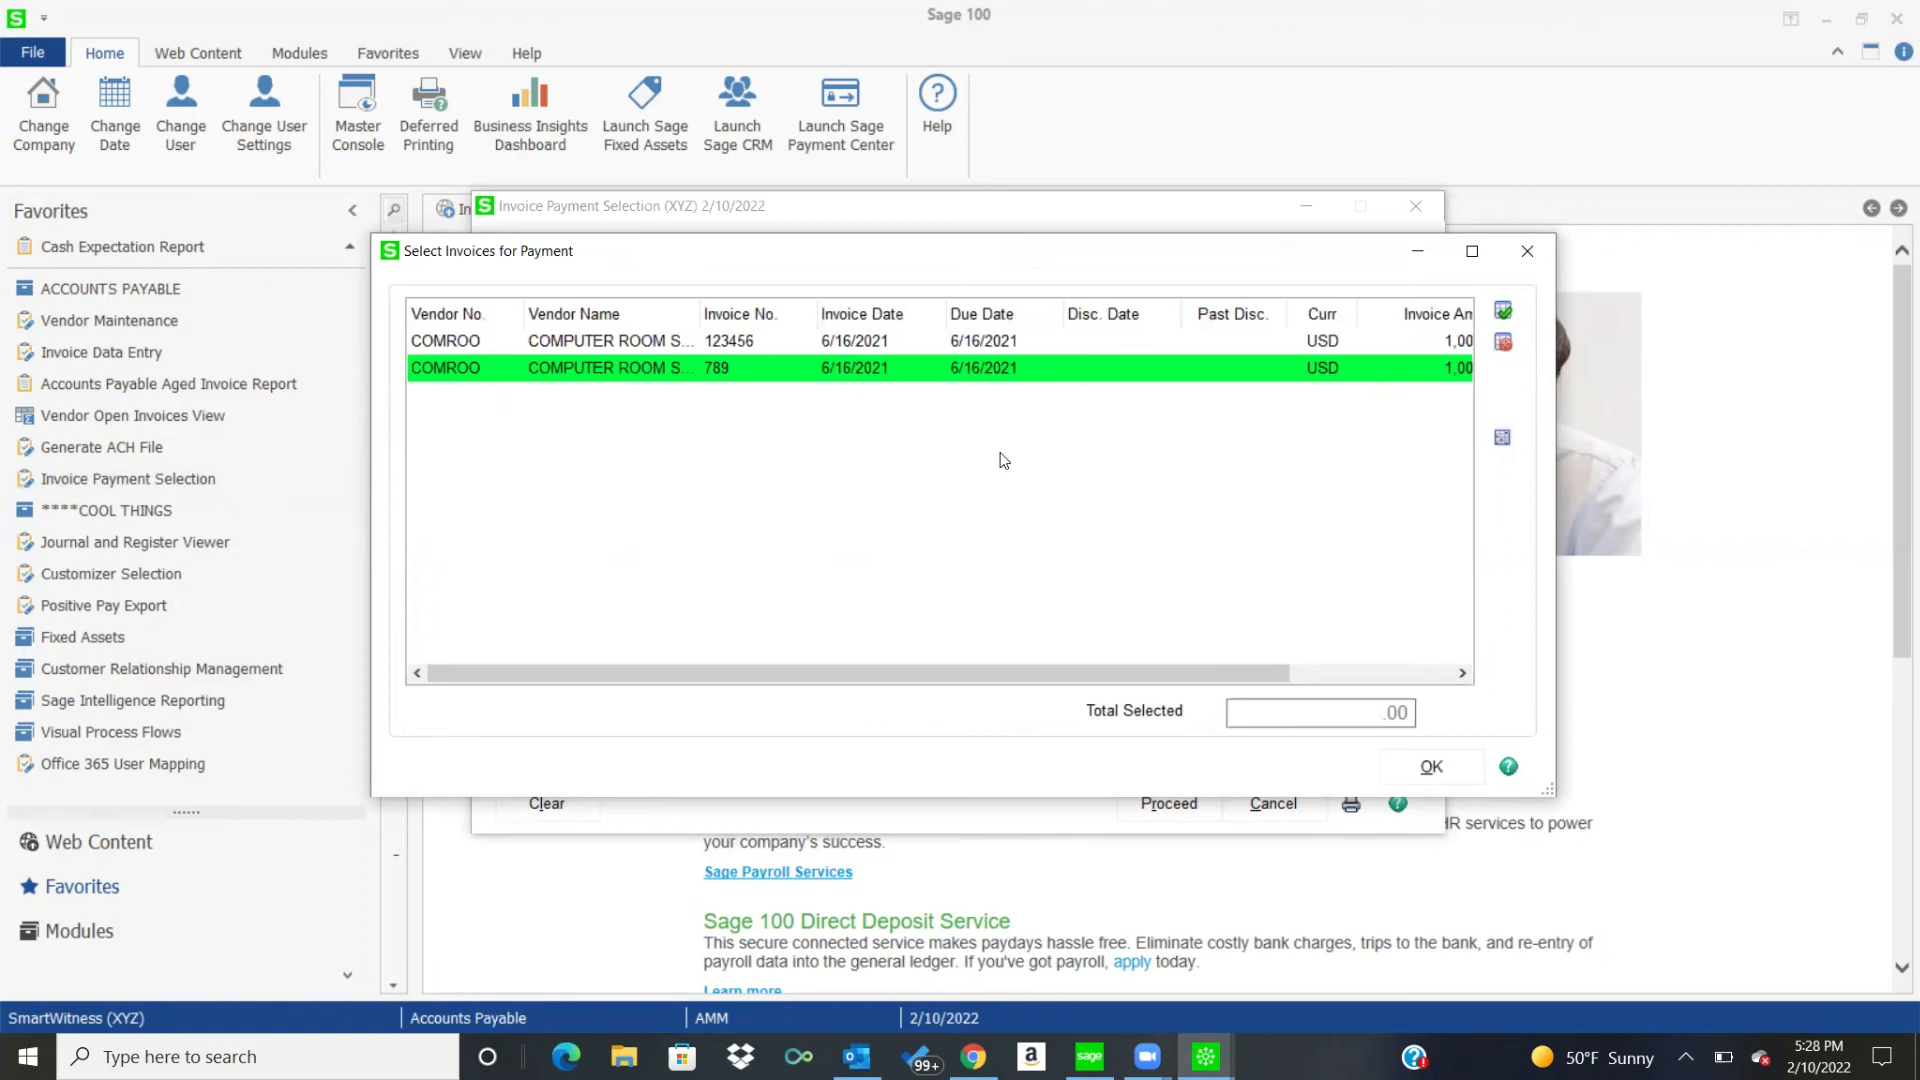 Sage 100
File Home Web Content Modules Favorites View Help
Change Company
Change Date
Change User
Change User Settings
Master Console
Deferred Printing
Business Insights Dashboard
Launch Sage Fixed Assets
Launch Sage CRM
Launch Sage Payment Center
Help
Favorites
Cash Expectation Report
ACCOUNTS PAYABLE
Vendor Maintenance
Invoice Data Entry
Accounts Payable Aged Invoice Report
Vendor Open Invoices View
Generate ACH File
Invoice Payment Selection
****COOL THINGS
Journal and Register Viewer
Customizer Selection
Positive Pay Export
Fixed Assets
Customer Relationship Management
Sage Intelligence Reporting
Visual Process Flows
Office 365 User Mapping
Web Content
Favorites
Modules
In
S Invoice Payment Selection (XYZ) 2/10/2022
S Select Invoices for Payment
Vendor No. Vendor Name Invoice No. Invoice Date Due Date Disc. Date Past Disc. Curr Invoice Am
COMROO COMPUTER ROOM S... 123456 6/16/2021 6/16/2021 USD 1,00
COMROO COMPUTER ROOM S... 789 6/16/2021 6/16/2021 USD 1,00
Total Selected .00
OK
Clear Proceed Cancel
HR services to power
your company's success.
Sage Payroll Services
Sage 100 Direct Deposit Service
This secure connected service makes paydays hassle free. Eliminate costly bank charges, trips to the bank, and re-entry of
payroll data into the general ledger. If you've got payroll, apply today.
Learn more
SmartWitness (XYZ) Accounts Payable AMM 2/10/2022
Type here to search
99+
sage
50°F Sunny
5:28 PM
2/10/2022